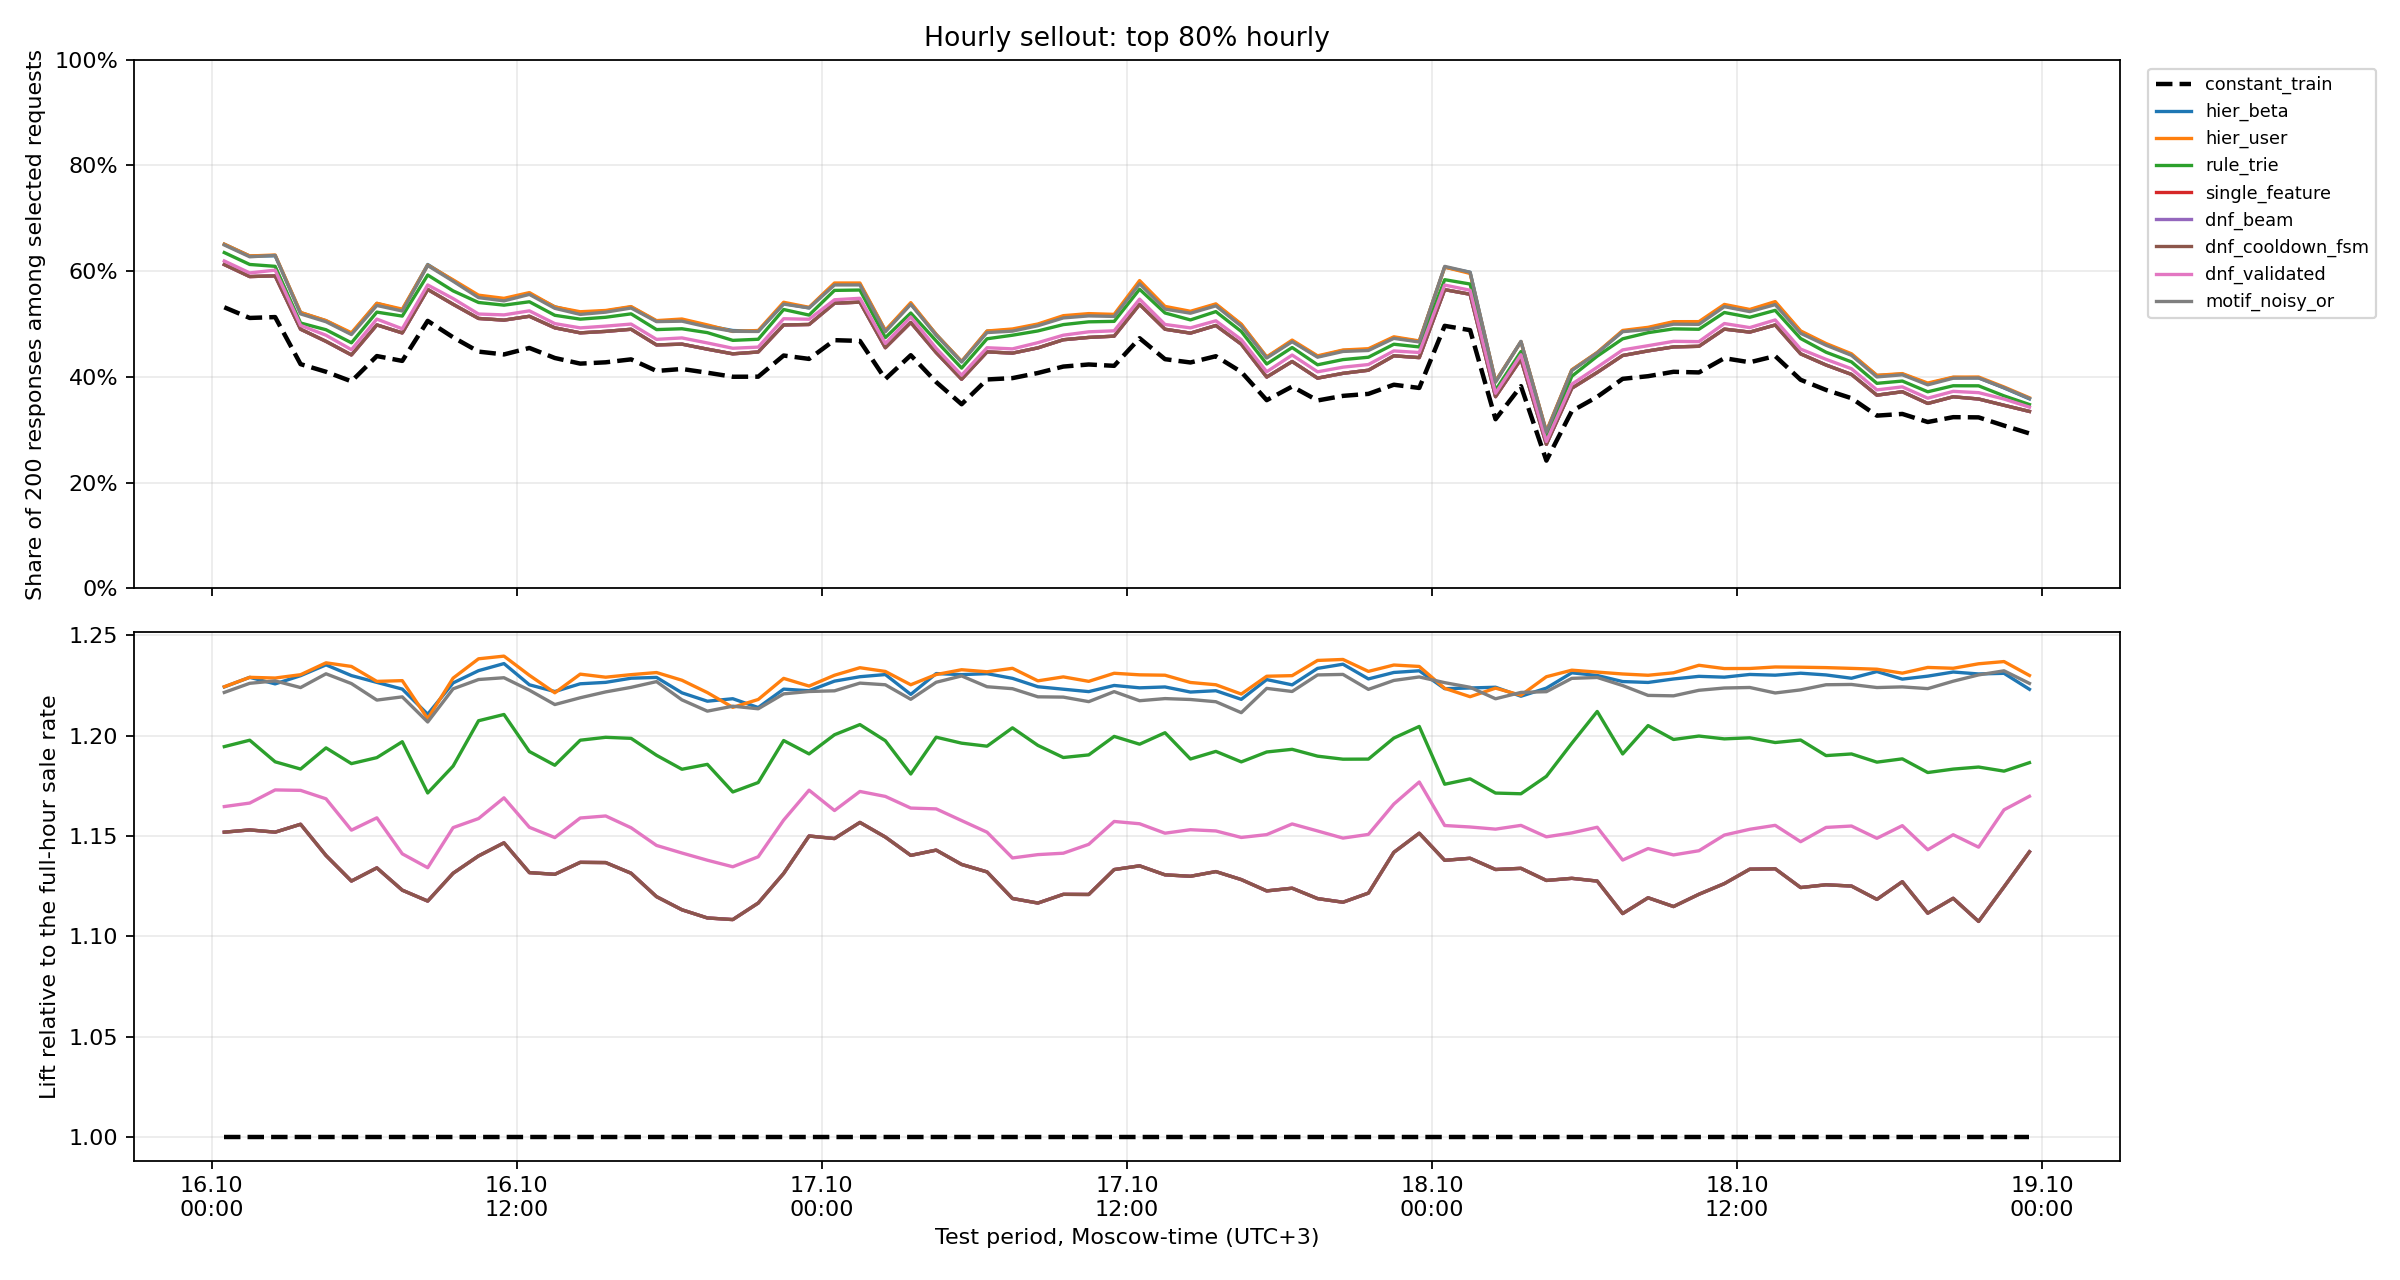 Hourly sellout: top 80% hourly
Share of 200 responses among selected requests
100%
80%
60%
40%
20%
0%
constant_train
hier_beta
hier_user
rule_trie
single_feature
dnf_beam
dnf_cooldown_fsm
dnf_validated
motif_noisy_or
Lift relative to the full-hour sale rate
1.25
1.20
1.15
1.10
1.05
1.00
16.10 16.10 17.10 17.10 18.10 18.10 19.10
00:00 12:00 00:00 12:00 00:00 12:00 00:00
Test period, Moscow-time (UTC+3)